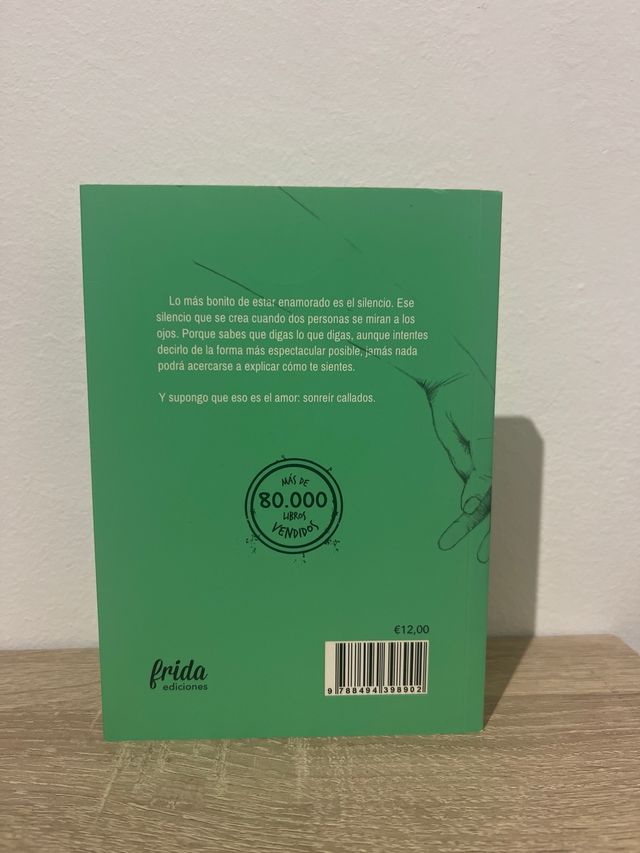 Lo más bonito de estar enamorado es el silencio. Ese
silencio que se crea cuando dos personas se miran a los
ojos. Porque sabes que digas lo que digas, aunque intentes
decirlo de la forma más espectacular posible, jamás nada
podrá acercarse a explicar cómo te sientes.
Y supongo que eso es el amor: sonreír callados.
MÁS DE
80.000
LIBROS
VENDIDOS
€12,00
frida
ediciones
9 788494 398902